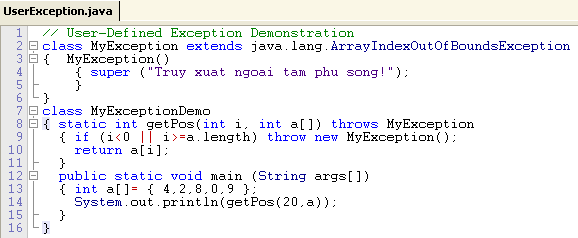 UserException.java
1 // User-Defined Exception Demonstration
2 class MyException extends java.lang.ArrayIndexOutOfBoundsException
3 {  MyException()
4    { super ("Truy xuat ngoai tam phu song!");
5    }
6 }
7 class MyExceptionDemo
8 { static int getPos(int i, int a[]) throws MyException
9   { if (i<0 || i>=a.length) throw new MyException();
10     return a[i];
11   }
12   public static void main (String args[])
13   { int a[]= { 4,2,8,0,9 };
14     System.out.println(getPos(20,a));
15   }
16 }